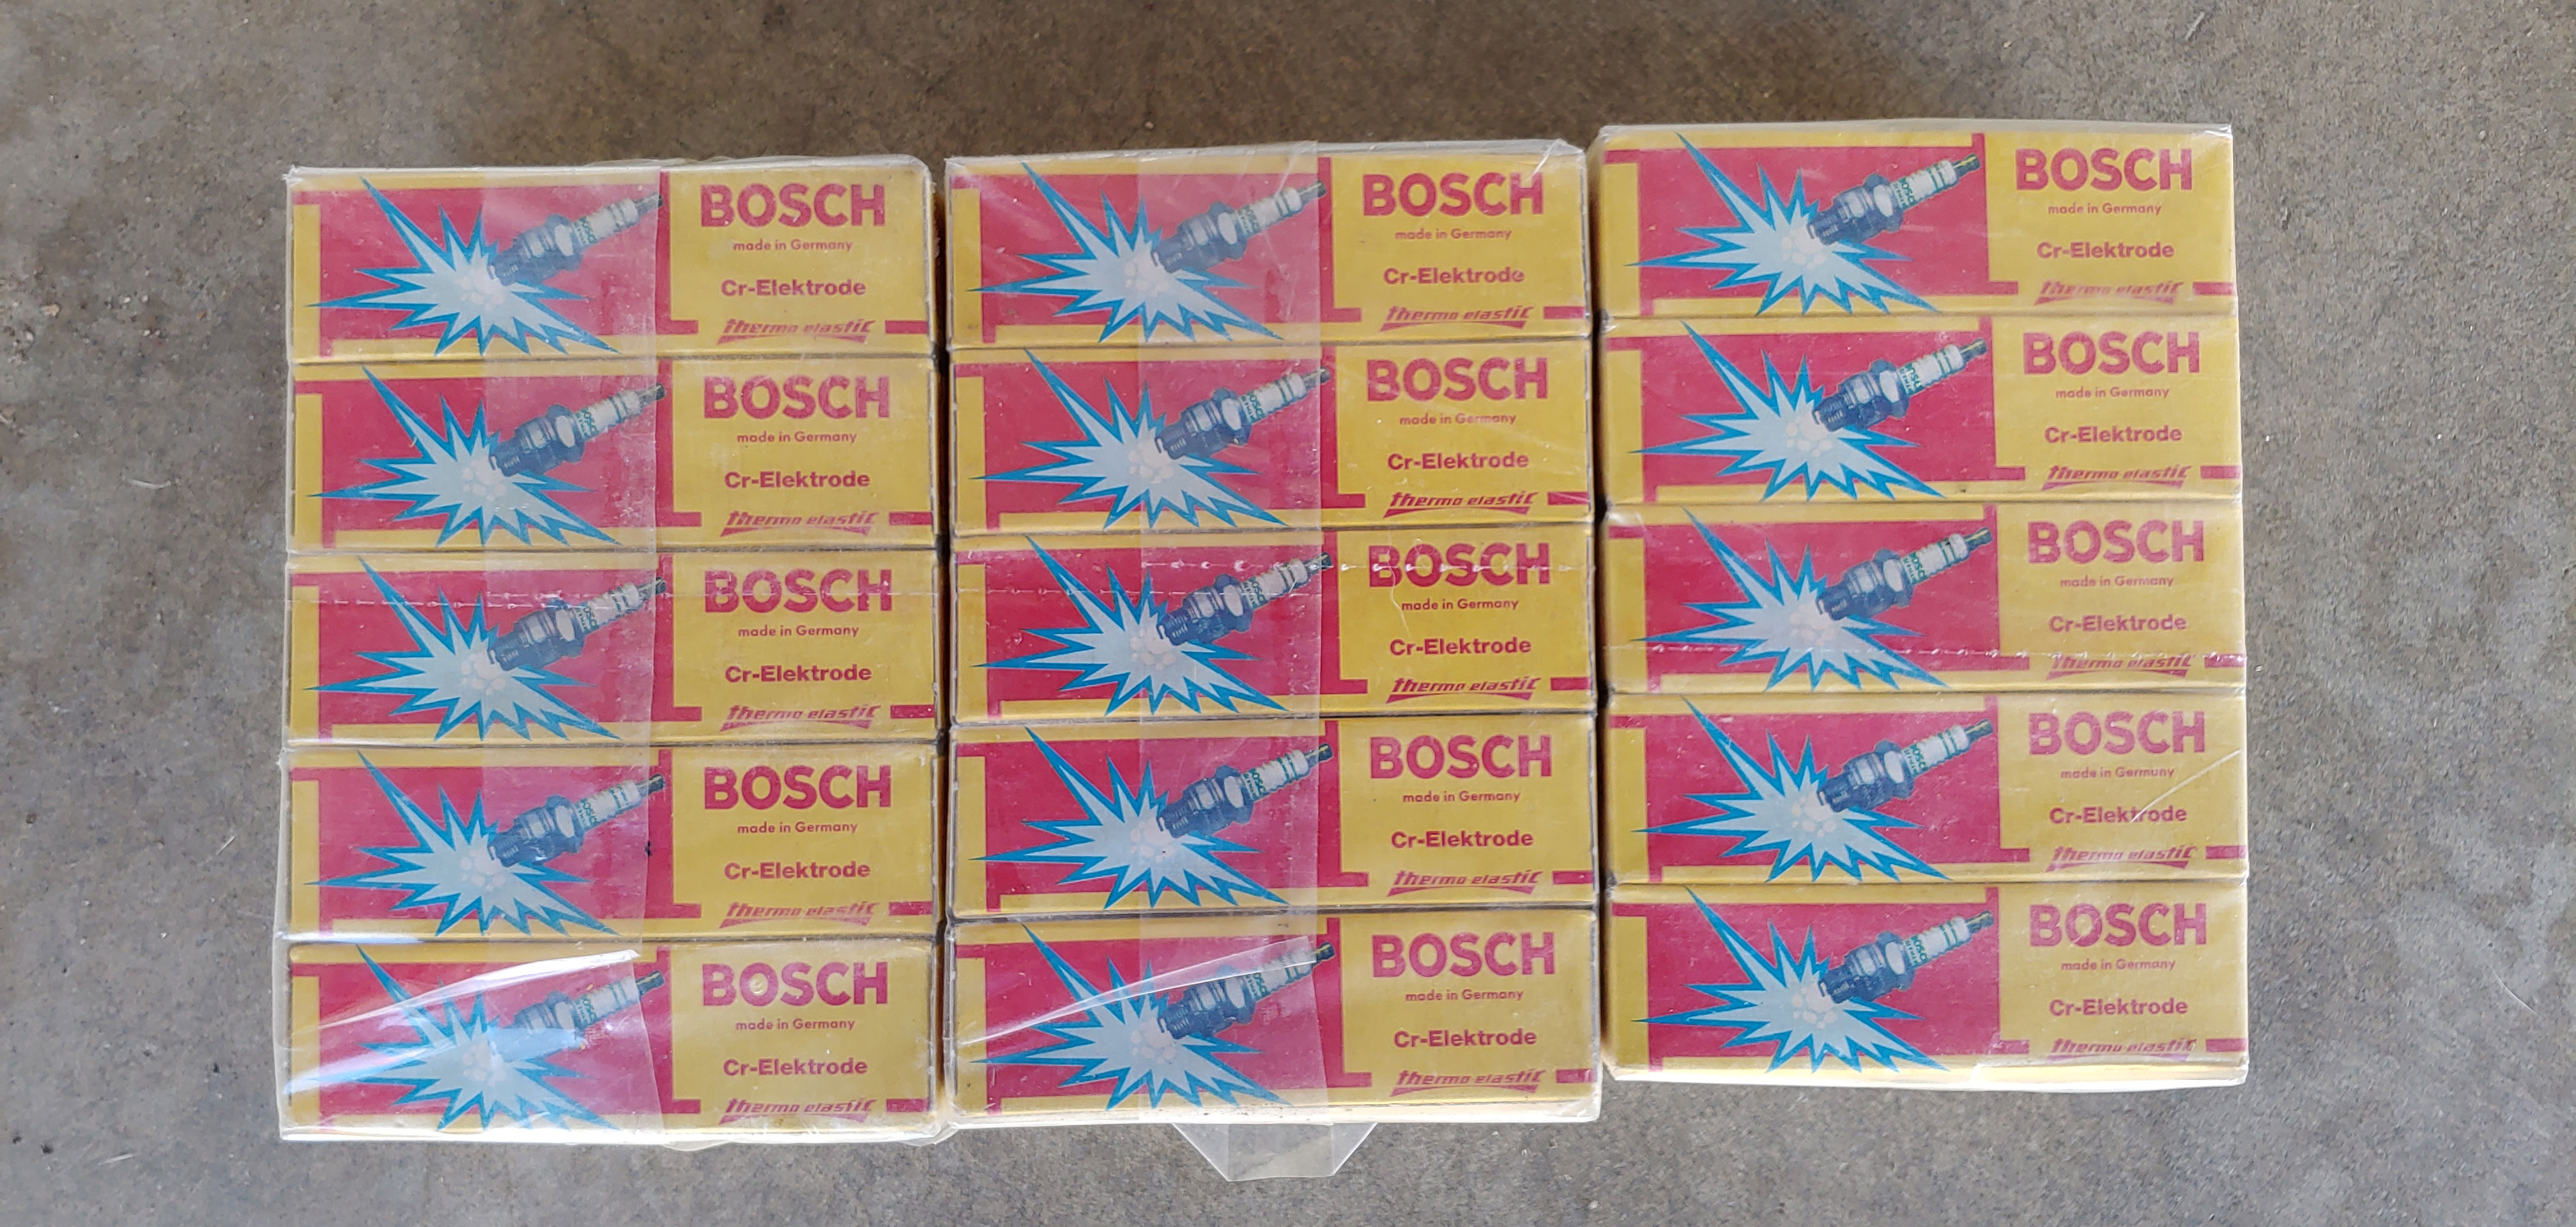 BOSCH
made in Germany
Cr-Elektrode
thermo elastic
BOSCH
made in Germany
Cr-Elektrode
thermo elastic
BOSCH
made in Germany
Cr-Elektrode
thermo elastic
BOSCH
made in Germany
Cr-Elektrode
thermo elastic
BOSCH
made in Germany
Cr-Elektrode
thermo elastic
BOSCH
made in Germany
Cr-Elektrode
thermo elastic
BOSCH
made in Germany
Cr-Elektrode
thermo elastic
BOSCH
made in Germany
Cr-Elektrode
thermo elastic
BOSCH
made in Germany
Cr-Elektrode
thermo elastic
BOSCH
made in Germany
Cr-Elektrode
thermo elastic
BOSCH
made in Germany
Cr-Elektrode
thermo elastic
BOSCH
made in Germany
Cr-Elektrode
thermo elastic
BOSCH
made in Germany
Cr-Elektrode
thermo elastic
BOSCH
made in Germany
Cr-Elektrode
thermo elastic
BOSCH
made in Germany
Cr-Elektrode
thermo elastic